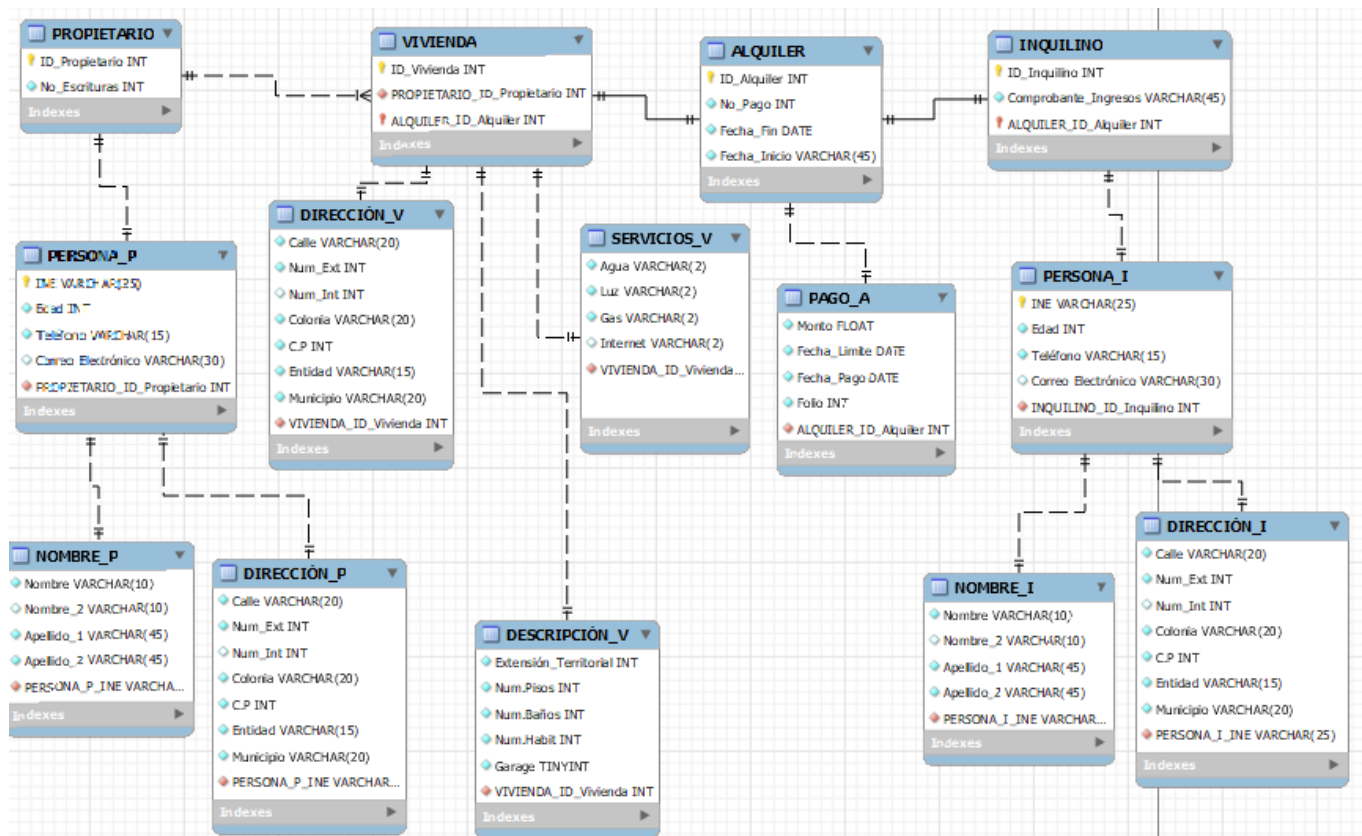 PROPIETARIO
ID_Propietario INT
No_Escrituras INT
Indexes
VIVIENDA
ID_Vivienda INT
PROPIETARIO_ID_Propietario INT
ALQUILER_ID_Alquiler INT
Indexes
ALQUILER
ID_Alquiler INT
No_Pago INT
Fecha_Fin DATE
Fecha_Inicio VARCHAR(45)
Indexes
INQUILINO
ID_Inquilino INT
Comprobante_Ingresos VARCHAR(45)
ALQUILER_ID_Alquiler INT
Indexes
PERSONA_P
INE VARCHAR(25)
Edad INT
Teléfono VARCHAR(15)
Correo Electrónico VARCHAR(30)
PROPIETARIO_ID_Propietario INT
Indexes
DIRECCIÓN_V
Calle VARCHAR(20)
Num_Ext INT
Num_Int INT
Colonia VARCHAR(20)
C.P INT
Entidad VARCHAR(15)
Municipio VARCHAR(20)
VIVIENDA_ID_Vivienda INT
Indexes
SERVICIOS_V
Agua VARCHAR(2)
Luz VARCHAR(2)
Gas VARCHAR(2)
Internet VARCHAR(2)
VIVIENDA_ID_Vivienda...
Indexes
PAGO_A
Monto FLOAT
Fecha_Limite DATE
Fecha_Pago DATE
Folio INT
ALQUILER_ID_Alquiler INT
Indexes
PERSONA_I
INE VARCHAR(25)
Edad INT
Teléfono VARCHAR(15)
Correo Electrónico VARCHAR(30)
INQUILINO_ID_Inquilino INT
Indexes
NOMBRE_P
Nombre VARCHAR(10)
Nombre_2 VARCHAR(10)
Apellido_1 VARCHAR(45)
Apellido_2 VARCHAR(45)
PERSONA_P_INE VARCHA...
Indexes
DIRECCIÓN_P
Calle VARCHAR(20)
Num_Ext INT
Num_Int INT
Colonia VARCHAR(20)
C.P INT
Entidad VARCHAR(15)
Municipio VARCHAR(20)
PERSONA_P_INE VARCHAR...
Indexes
DESCRIPCIÓN_V
Extensión_Territorial INT
Num.Pisos INT
Num.Baños INT
Num.Habit INT
Garage TINYINT
VIVIENDA_ID_Vivienda INT
Indexes
NOMBRE_I
Nombre VARCHAR(10)
Nombre_2 VARCHAR(10)
Apellido_1 VARCHAR(45)
Apellido_2 VARCHAR(45)
PERSONA_I_INE VARCHAR...
Indexes
DIRECCIÓN_I
Calle VARCHAR(20)
Num_Ext INT
Num_Int INT
Colonia VARCHAR(20)
C.P INT
Entidad VARCHAR(15)
Municipio VARCHAR(20)
PERSONA_I_INE VARCHAR(25)
Indexes